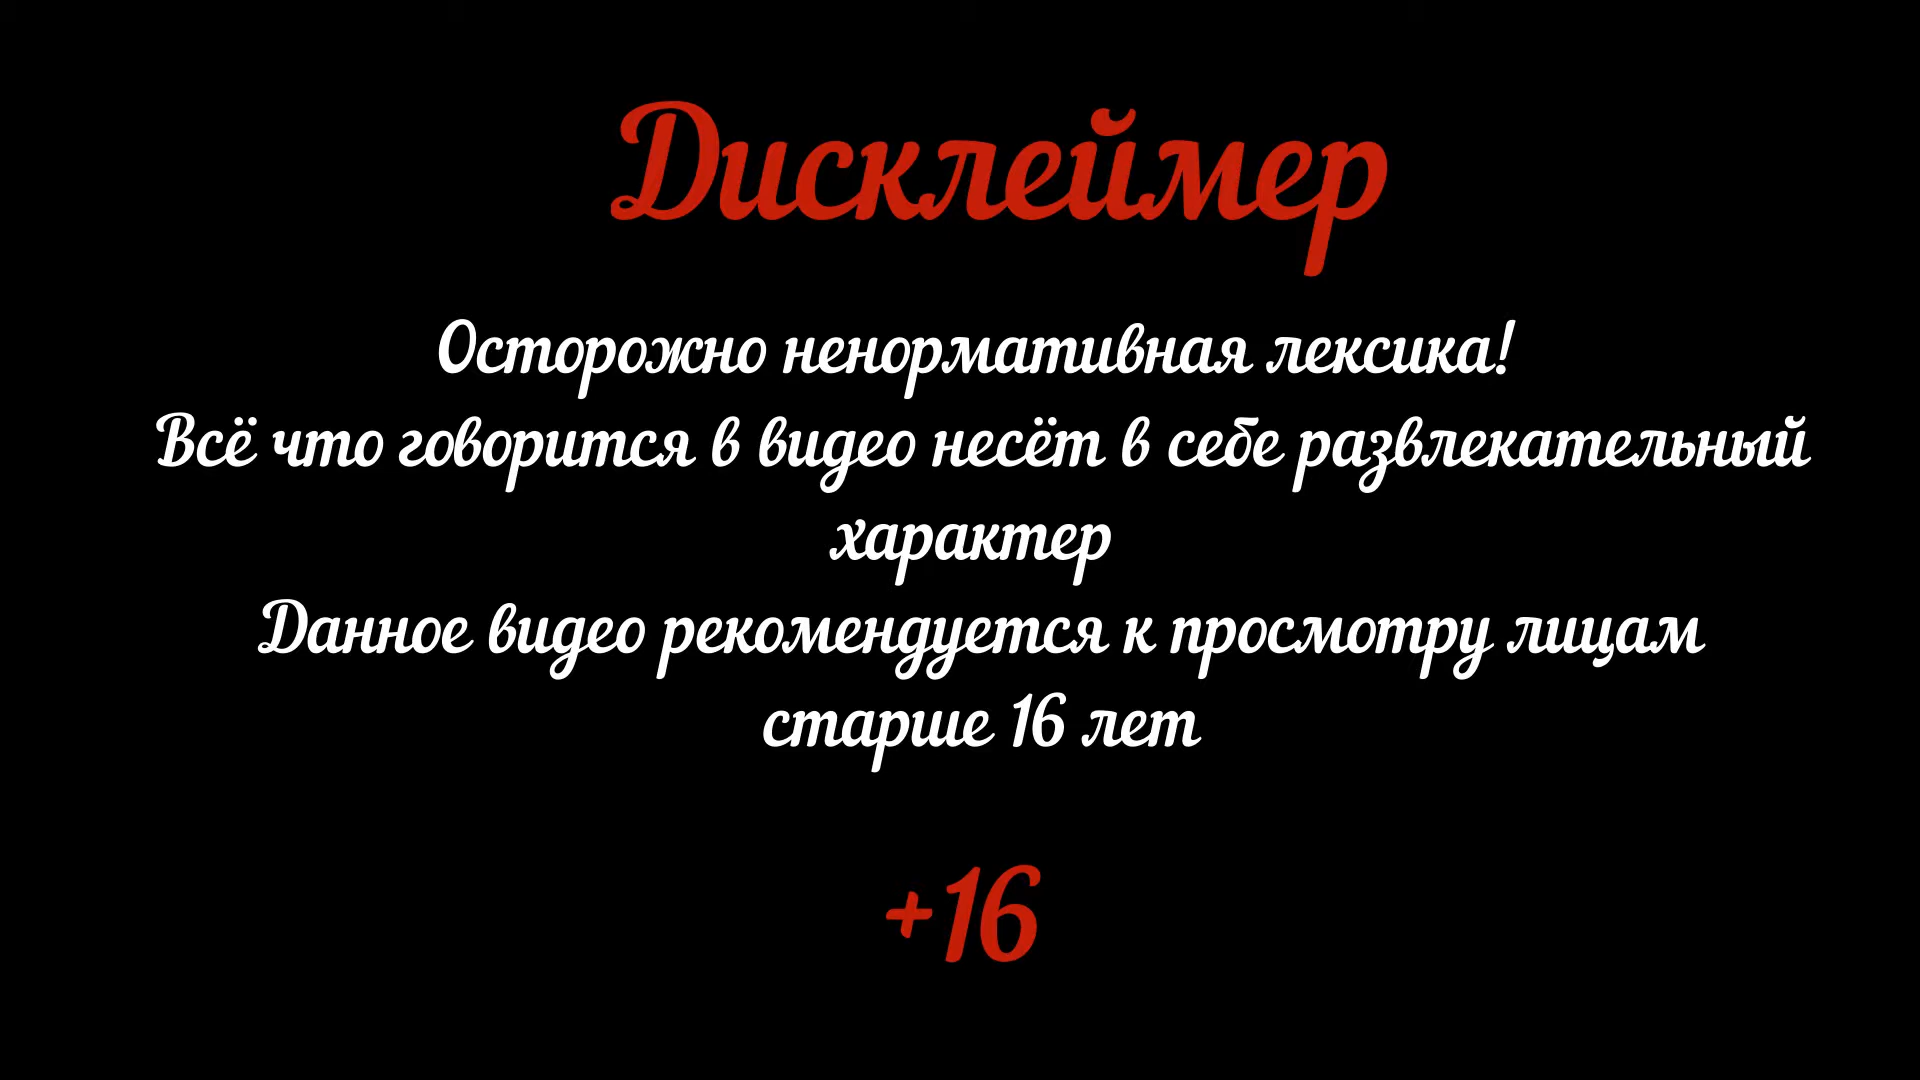 Дисклеймер
Осторожно ненормативная лексика!
Всё что говорится в видео несёт в себе развлекательный
характер
Данное видео рекомендуется к просмотру лицам
старше 16 лет
+16